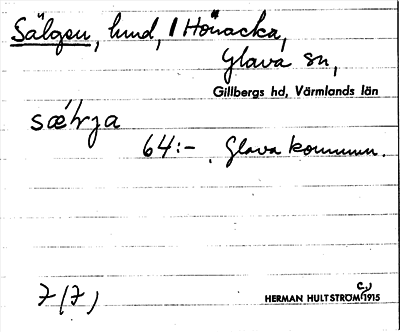 Sälgen, hmd, i Hönacka,
Glava sn,
Gillbergs hd, Värmlands län
sæ̀rja
64:- . Glava kommun.
7(7)
HERMAN HULTSTRÖM c) 1915